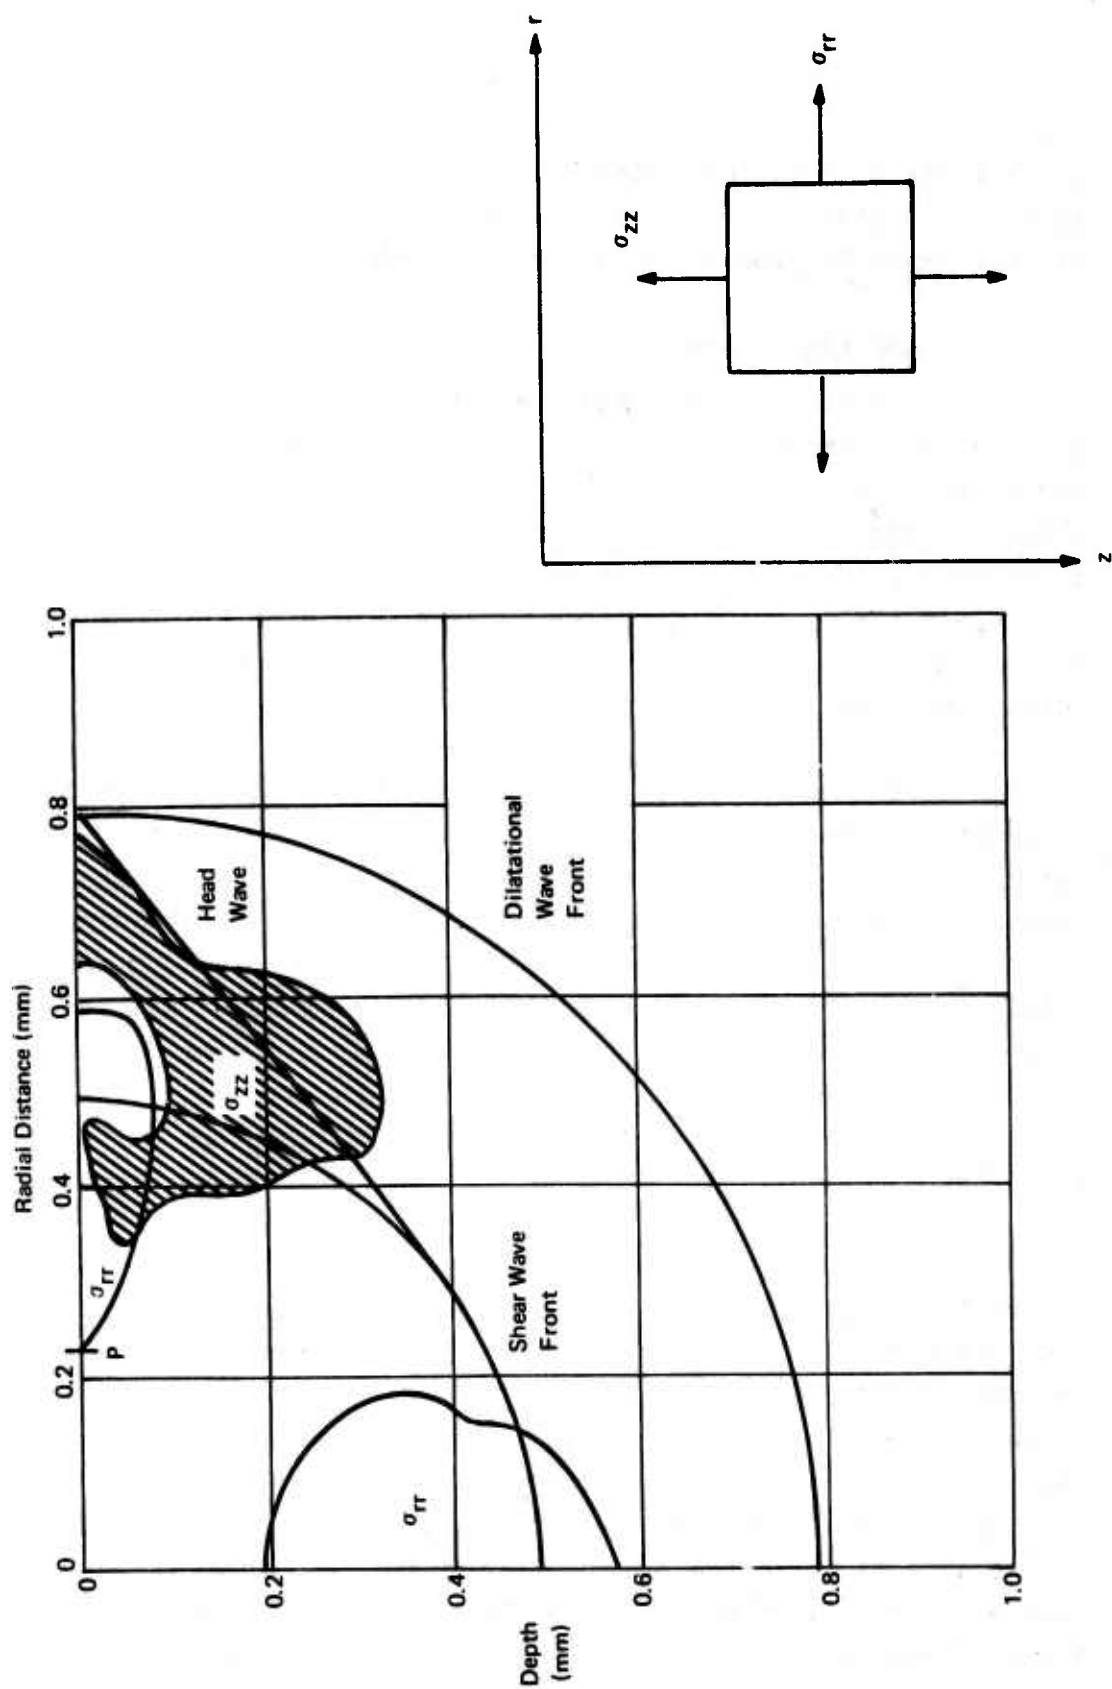 Radial Distance (mm)
0
0.2
0.4
0.6
0.8
1.0
Depth
(mm)
0
0.2
0.4
0.6
0.8
1.0
P
σrr
σzz
σrr
Head
Wave
Shear Wave
Front
Dilatational
Wave
Front
r
z
σzz
σrr